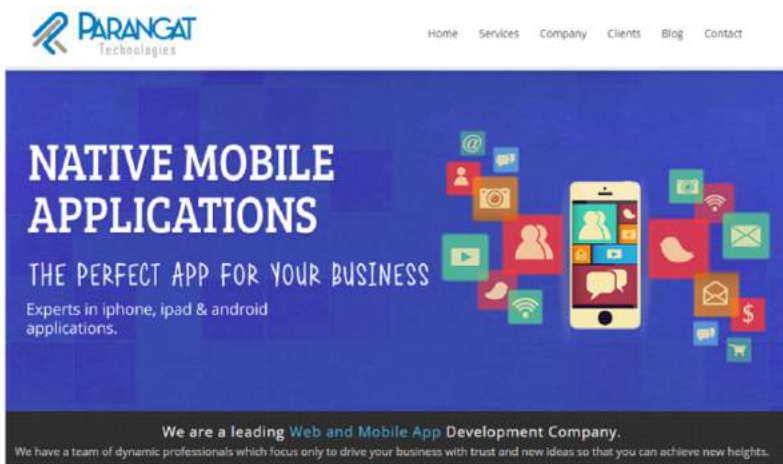 PARANGAT
Technologies
Home Services Company Clients Blog Contact
NATIVE MOBILE
APPLICATIONS
THE PERFECT APP FOR YOUR BUSINESS
Experts in iphone, ipad & android
applications.
@
$
We are a leading Web and Mobile App Development Company.
We have a team of dynamic professionals which focus only to drive your business with trust and new ideas so that you can achieve new heights.